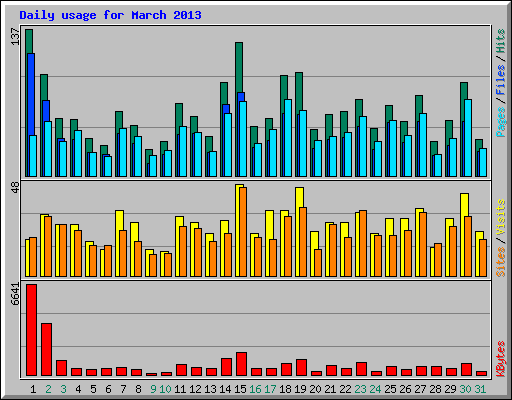 Daily usage for March 2013
137
Pages / Files / Hits
48
Sites / Visits
6641
KBytes
1 2 3 4 5 6 7 8 9 10 11 12 13 14 15 16 17 18 19 20 21 22 23 24 25 26 27 28 29 30 31